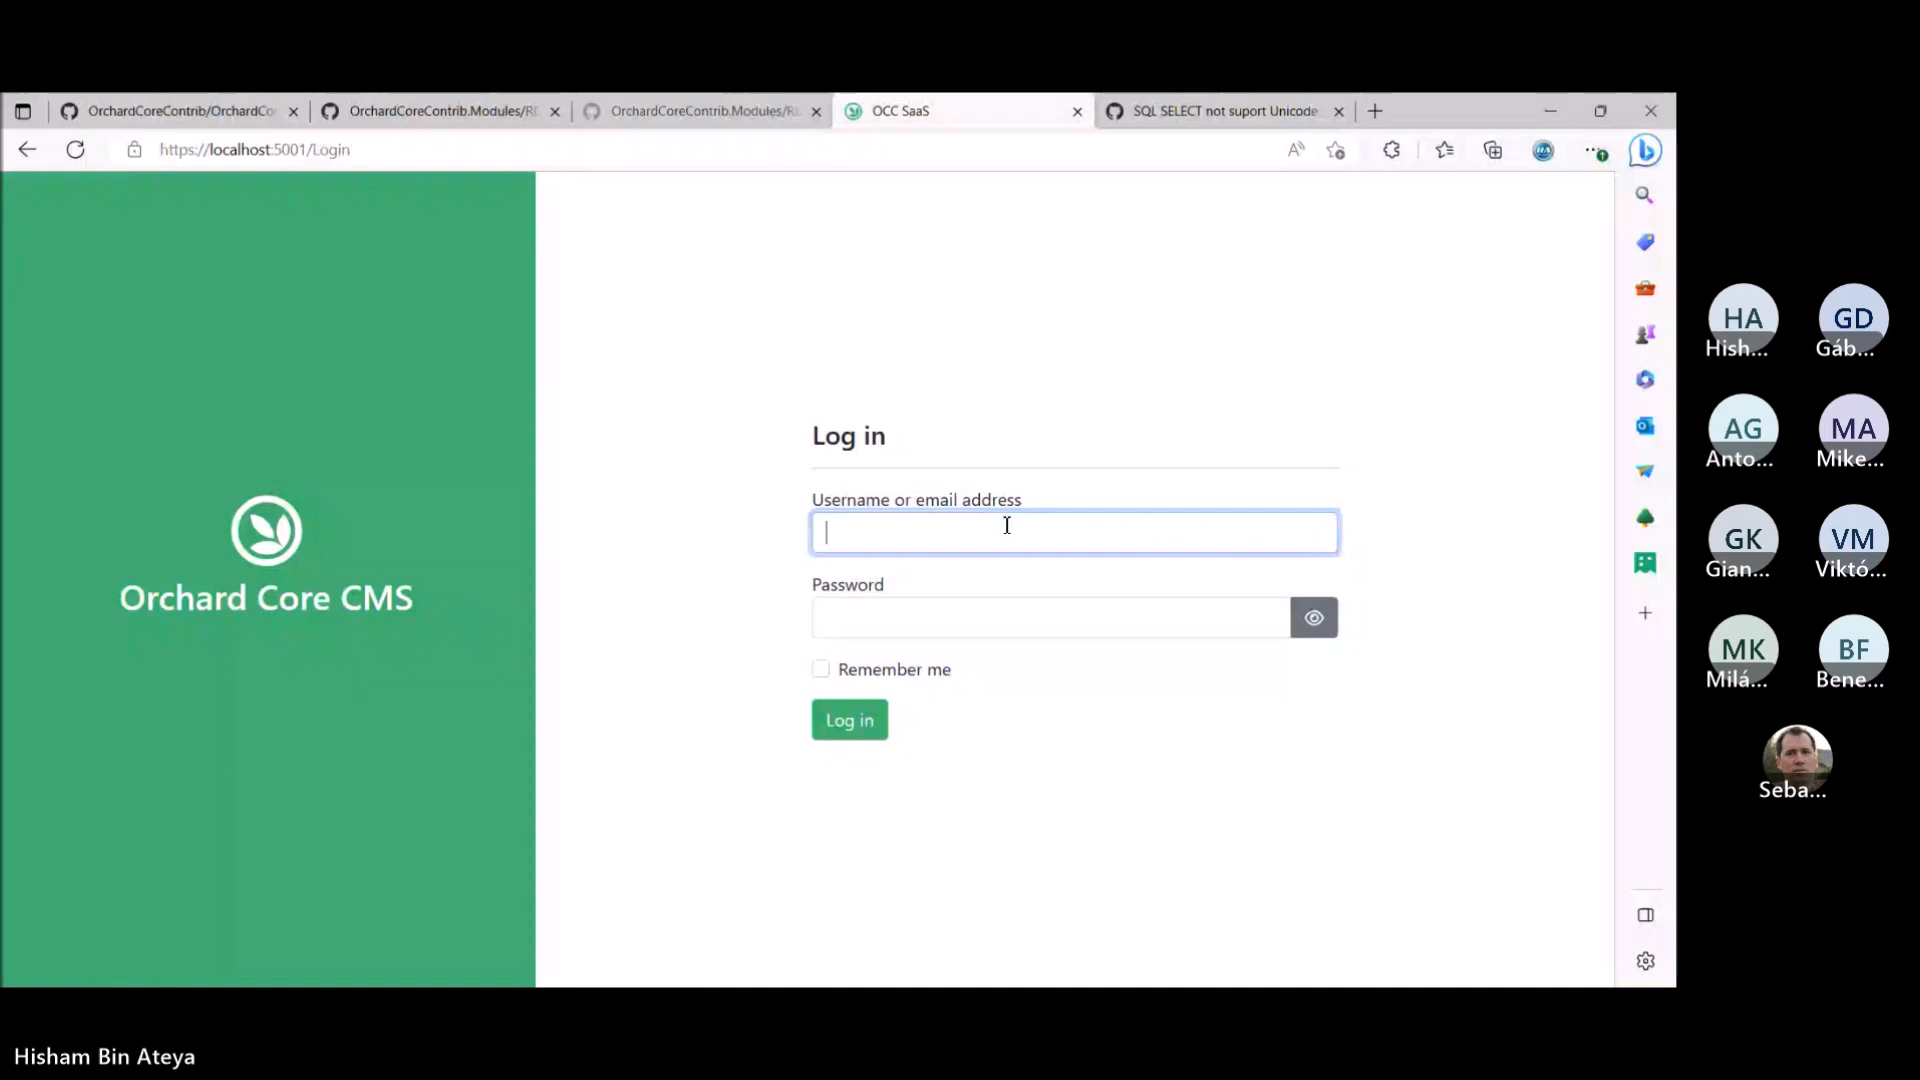 OrchardCoreContrib/OrchardCo
OrchardCoreContrib.Modules/RE
OrchardCoreContrib.Modules/RE
OCC SaaS
SQL SELECT not suport Unicode
https://localhost:5001/Login
Orchard Core CMS
Log in
Username or email address
Password
Remember me
Log in
HA
Hish...
GD
Gáb...
AG
Anto...
MA
Mike...
GK
Gian...
VM
Viktó...
MK
Milá...
BF
Bene...
Seba...
Hisham Bin Ateya